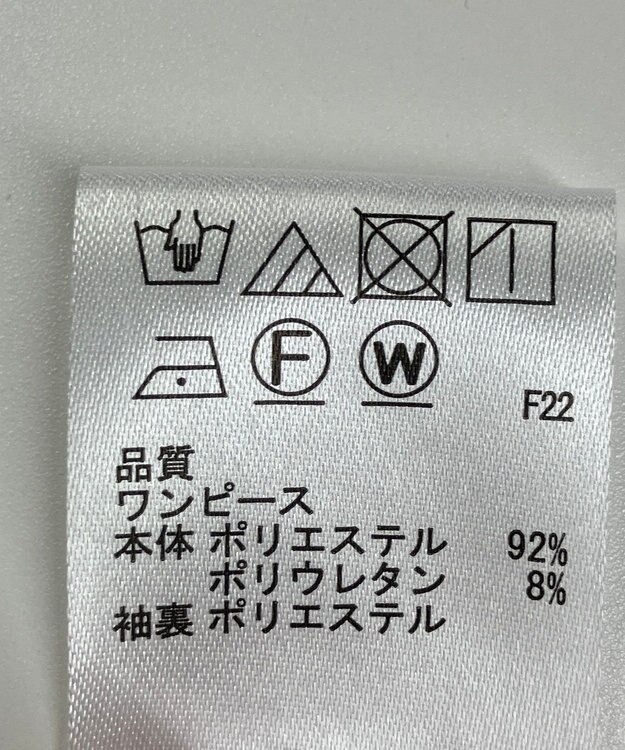 F W
F22
品質
ワンピース
本体 ポリエステル 92%
ポリウレタン 8%
袖裏 ポリエステル